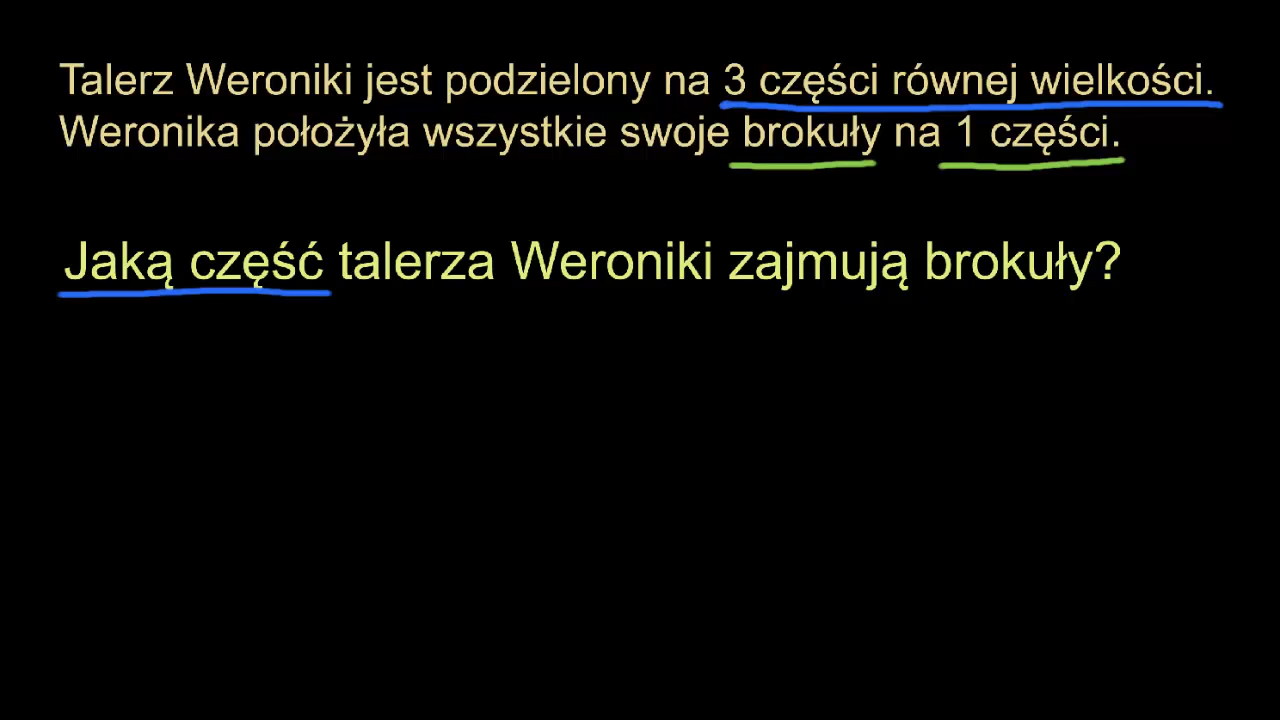 Talerz Weroniki jest podzielony na 3 części równej wielkości.
Weronika położyła wszystkie swoje brokuły na 1 części.
Jaką część talerza Weroniki zajmują brokuły?